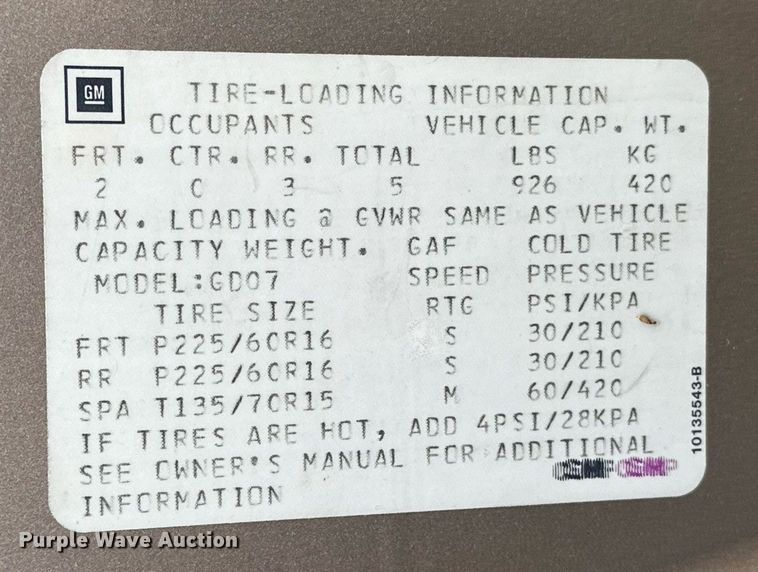 GM
TIRE-LOADING INFORMATION
OCCUPANTS VEHICLE CAP. WT.
FRT. CTR. RR. TOTAL LBS KG
2 0 3 5 926 420
MAX. LOADING @ GVWR SAME AS VEHICLE
CAPACITY WEIGHT. GAF COLD TIRE
MODEL:GD07 SPEED PRESSURE
TIRE SIZE RTG PSI/KPA
FRT P225/60R16 S 30/210
RR P225/60R16 S 30/210
SPA T135/70R15 M 60/420
IF TIRES ARE HOT, ADD 4PSI/28KPA
SEE OWNER'S MANUAL FOR ADDITIONAL
INFORMATION
10135543-B
Purple Wave Auction